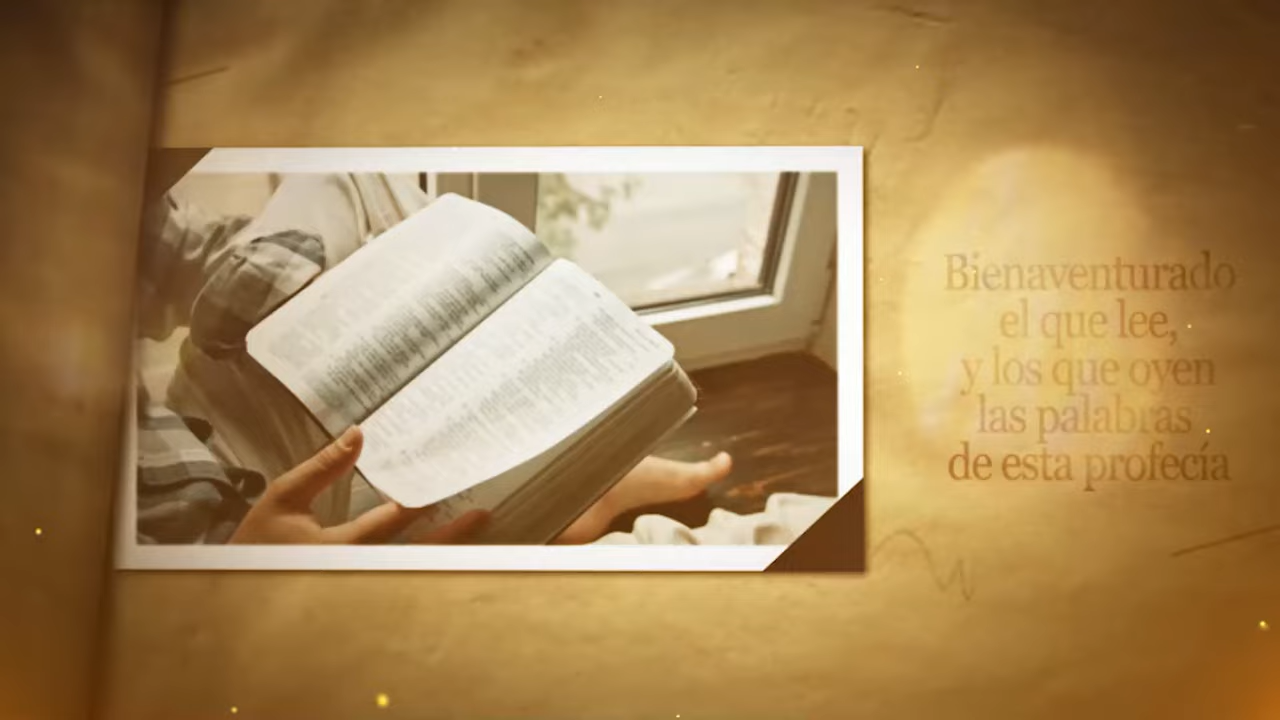 Bienaventurado
el que lee,
y los que oyen
las palabras
de esta profecía